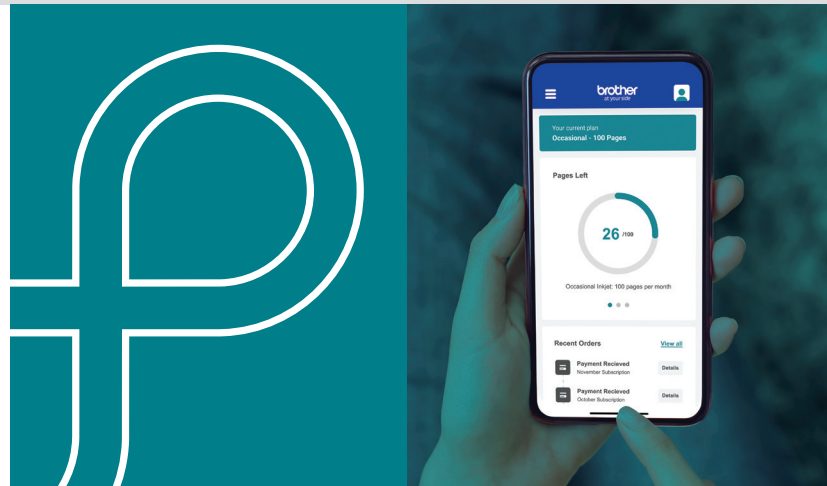 brother
at your side
Your current plan
Occasional - 100 Pages
Pages Left
26 /100
Occasional Inkjet: 100 pages per month
Recent Orders View all
Payment Recieved Details
November Subscription
Payment Recieved Details
October Subscription